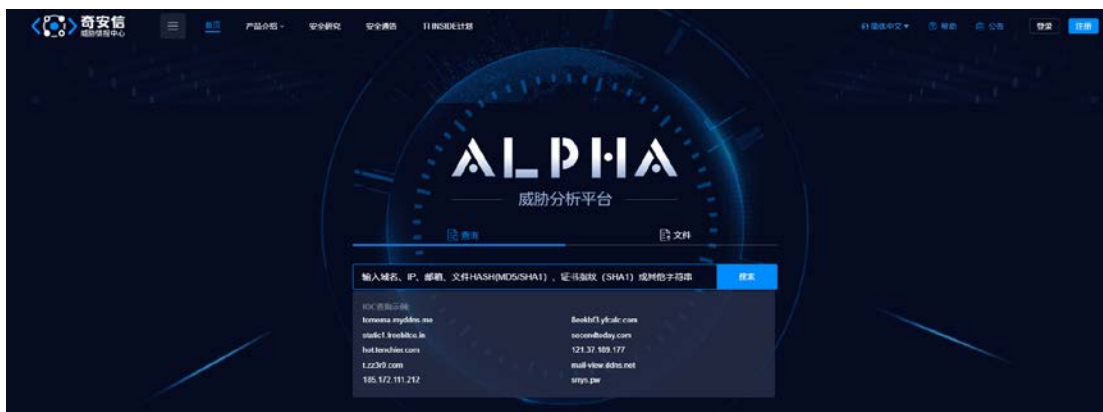 奇安信
威胁情报中心
首页 产品介绍 安全研究 安全通告 TI INSIDE计划 简体中文 帮助 公告 登录 注册
ALPHA
威胁分析平台
查询 文件
输入域名、IP、邮箱、文件HASH(MD5/SHA1)、证书指纹(SHA1)或其他字符串 搜索
IOC查询示例
static1.freebitco.in secondtoday.com
hot.tenchier.com 121.37.189.177
t.zz3r0.com mail-view.ddns.net
185.172.111.212 snys.pw